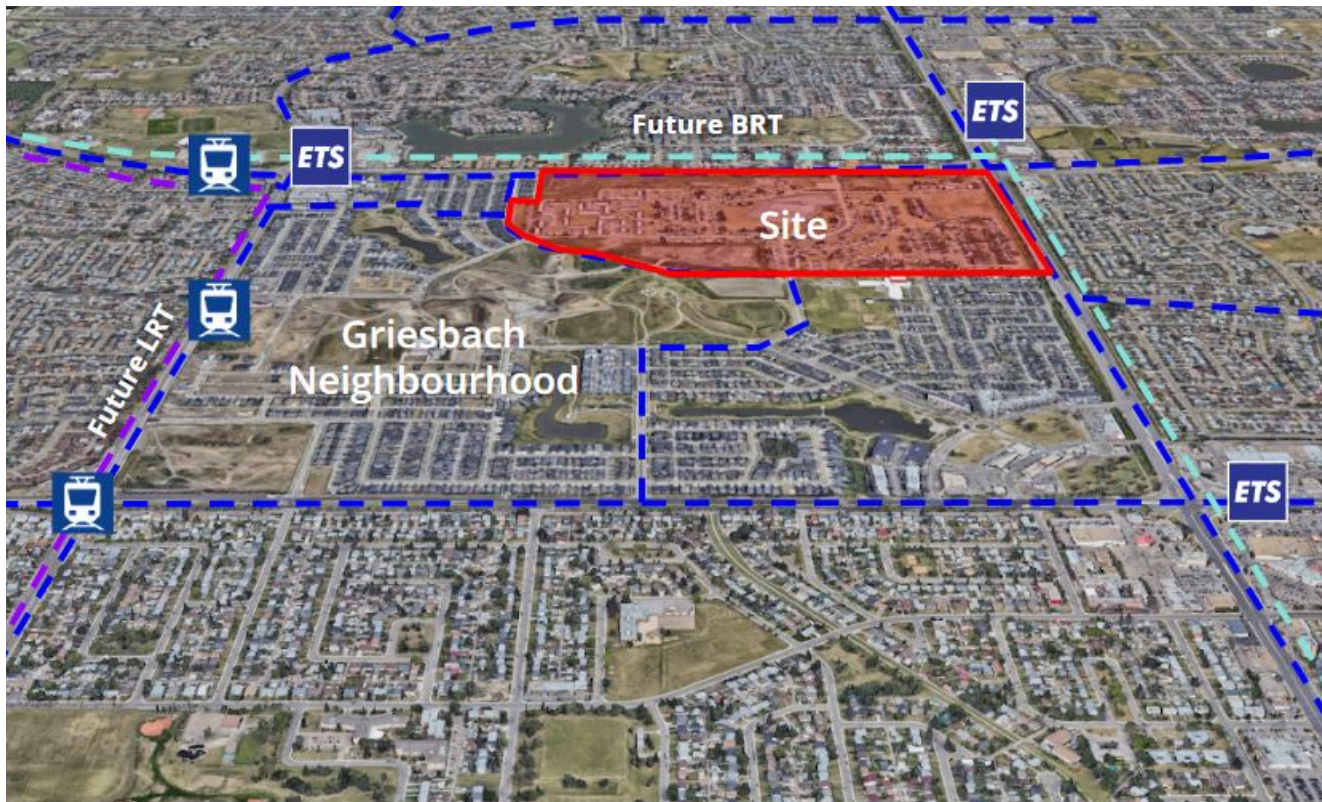 ETS
Future BRT
ETS
Site
Griesbach
Neighbourhood
Future LRT
ETS